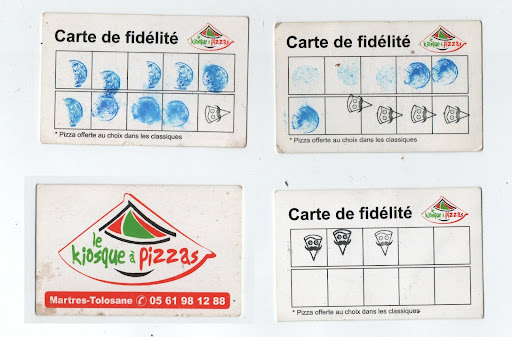 Carte de fidélité
le kiosque à pizzas
* Pizza offerte au choix dans les classiques
Carte de fidélité
le kiosque à pizzas
* Pizza offerte au choix dans les classiques
le
kiosque à pizzas
Martres-Tolosane 05 61 98 12 88
Carte de fidélité
le kiosque à pizzas
* Pizza offerte au choix dans les classiques